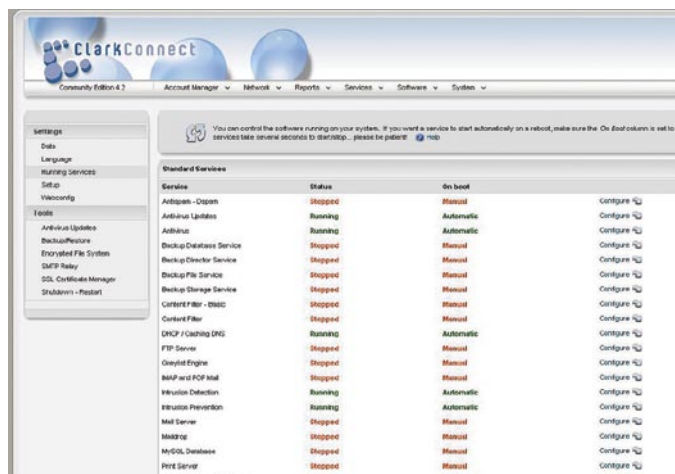 ClarkConnect
Community Edition 4.2
Account Manager Network Reports Services Software System
Settings
Date
Language
Running Services
Setup
Webconfig
Tools
Antivirus Updates
Backup/Restore
Encrypted File System
SMTP Relay
SSL Certificate Manager
Shutdown - Restart
You can control the software running on your system. If you want a service to start automatically on a reboot, make sure the On Boot column is set to
services take several seconds to start/stop... please be patient! Help
Standard Services
Service Status On boot
Antispam - Dspam Stopped Manual Configure
Antivirus Updates Running Automatic Configure
Antivirus Running Automatic Configure
Backup Database Service Stopped Manual Configure
Backup Director Service Stopped Manual Configure
Backup File Service Stopped Manual Configure
Backup Storage Service Stopped Manual Configure
Content Filter - Basic Stopped Manual Configure
Content Filter Stopped Manual Configure
DHCP / Caching DNS Running Automatic Configure
FTP Server Stopped Manual Configure
Greylist Engine Stopped Manual Configure
IMAP and POP Mail Stopped Manual Configure
Intrusion Detection Running Automatic Configure
Intrusion Prevention Running Automatic Configure
Mail Server Stopped Manual Configure
Maildrop Stopped Manual Configure
MySQL Database Stopped Manual Configure
Print Server Stopped Manual Configure